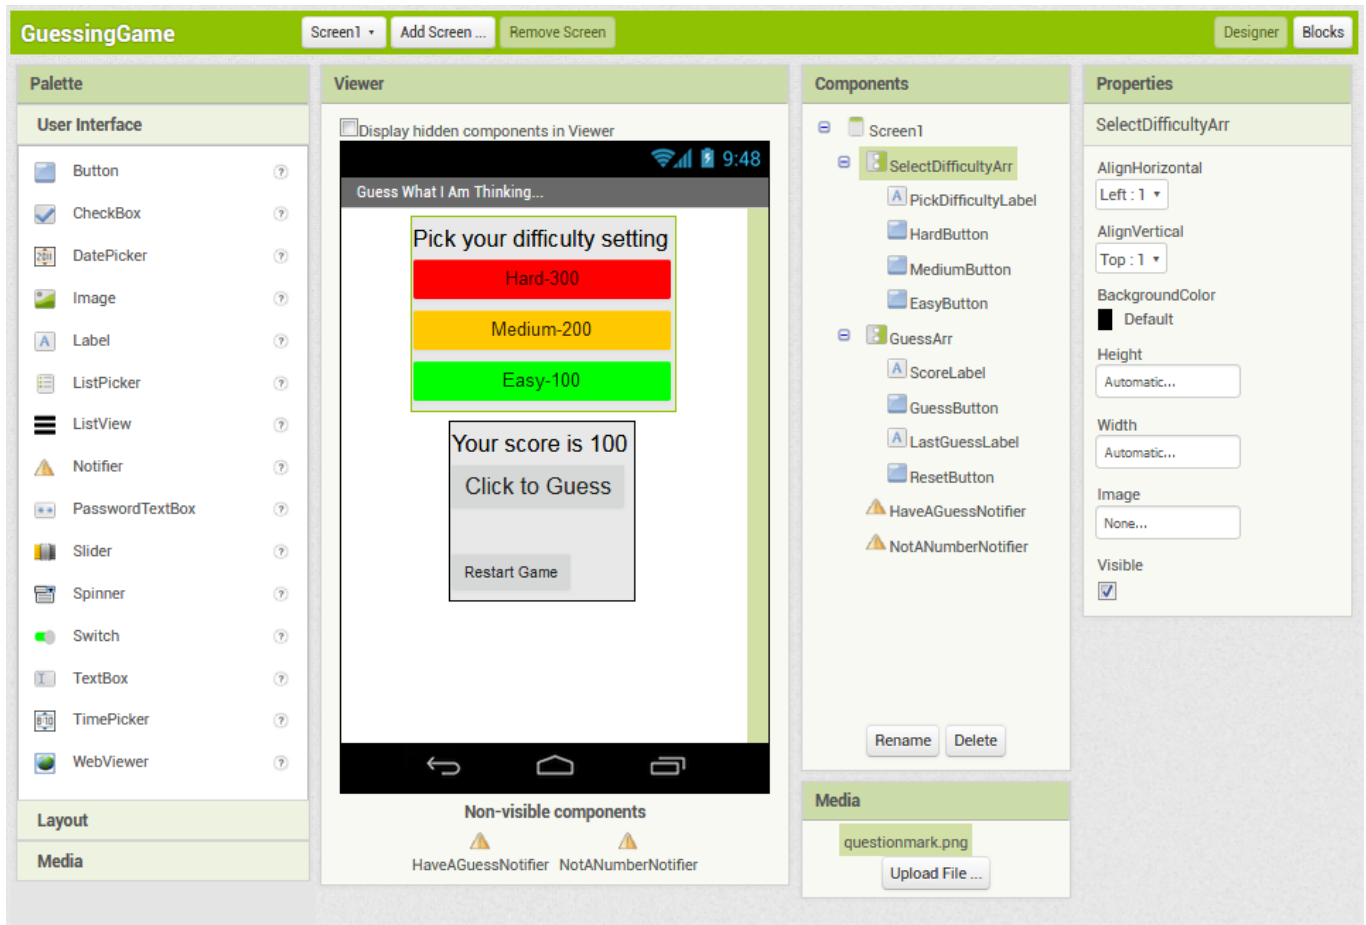 GuessingGame
Screen1
Add Screen ...
Remove Screen
Designer
Blocks
Palette
User Interface
Button
?
CheckBox
?
DatePicker
?
Image
?
Label
?
ListPicker
?
ListView
?
Notifier
?
PasswordTextBox
?
Slider
?
Spinner
?
Switch
?
TextBox
?
TimePicker
?
WebViewer
?
Layout
Media
Viewer
Display hidden components in Viewer
9:48
Guess What I Am Thinking...
Pick your difficulty setting
Hard-300
Medium-200
Easy-100
Your score is 100
Click to Guess
Restart Game
Non-visible components
HaveAGuessNotifier
NotANumberNotifier
Components
Screen1
SelectDifficultyArr
A
PickDifficultyLabel
HardButton
MediumButton
EasyButton
GuessArr
A
ScoreLabel
GuessButton
A
LastGuessLabel
ResetButton
HaveAGuessNotifier
NotANumberNotifier
Rename
Delete
Media
questionmark.png
Upload File ...
Properties
SelectDifficultyArr
AlignHorizontal
Left : 1
AlignVertical
Top : 1
BackgroundColor
Default
Height
Automatic...
Width
Automatic...
Image
None...
Visible